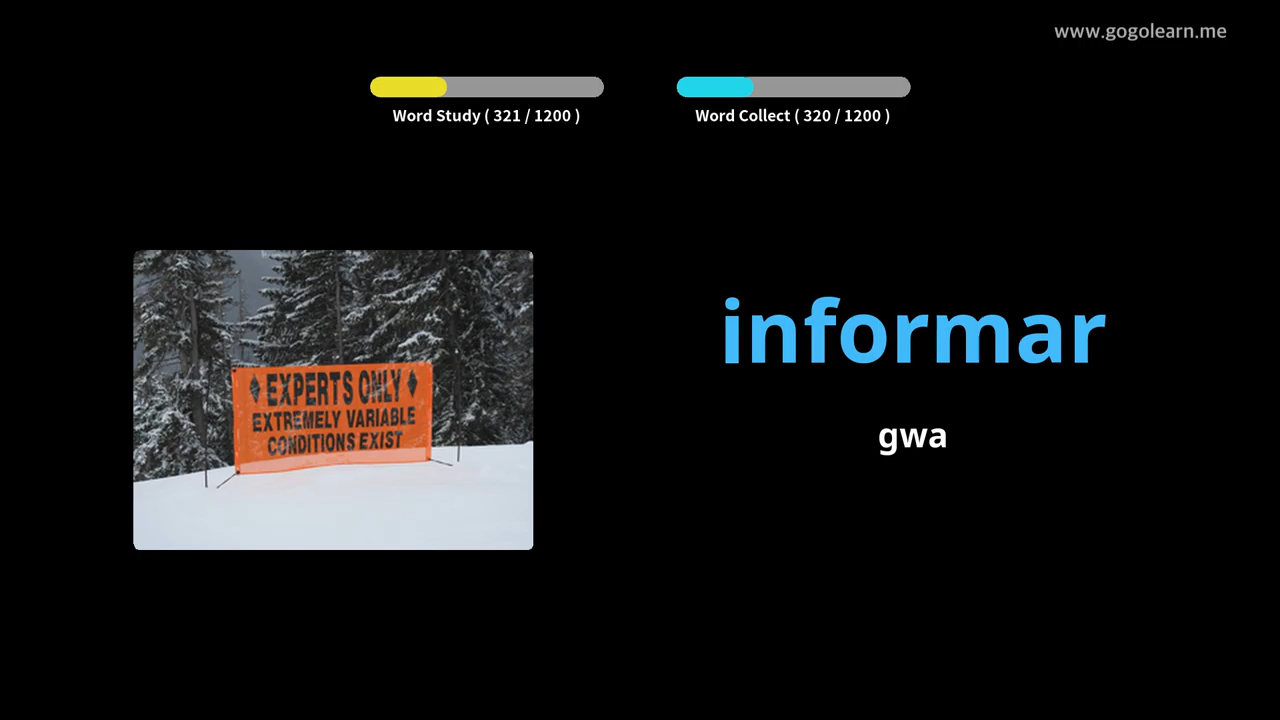 www.gogolearn.me
Word Study ( 321 / 1200 )
Word Collect ( 320 / 1200 )
EXPERTS ONLY
EXTREMELY VARIABLE
CONDITIONS EXIST
informar
gwa